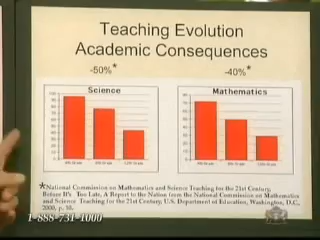 Teaching Evolution
Academic Consequences
-50%*
-40%*
Science
Mathematics
*National Commission on Mathematics and Science Teaching for the 21st Century,
Before It's Too Late, A Report to the Nation from the National Commission on Mathematics
and Science Teaching for the 21st Century, U.S. Department of Education, Washington, D.C.,
2000, p. 10.
1-888-731-1000